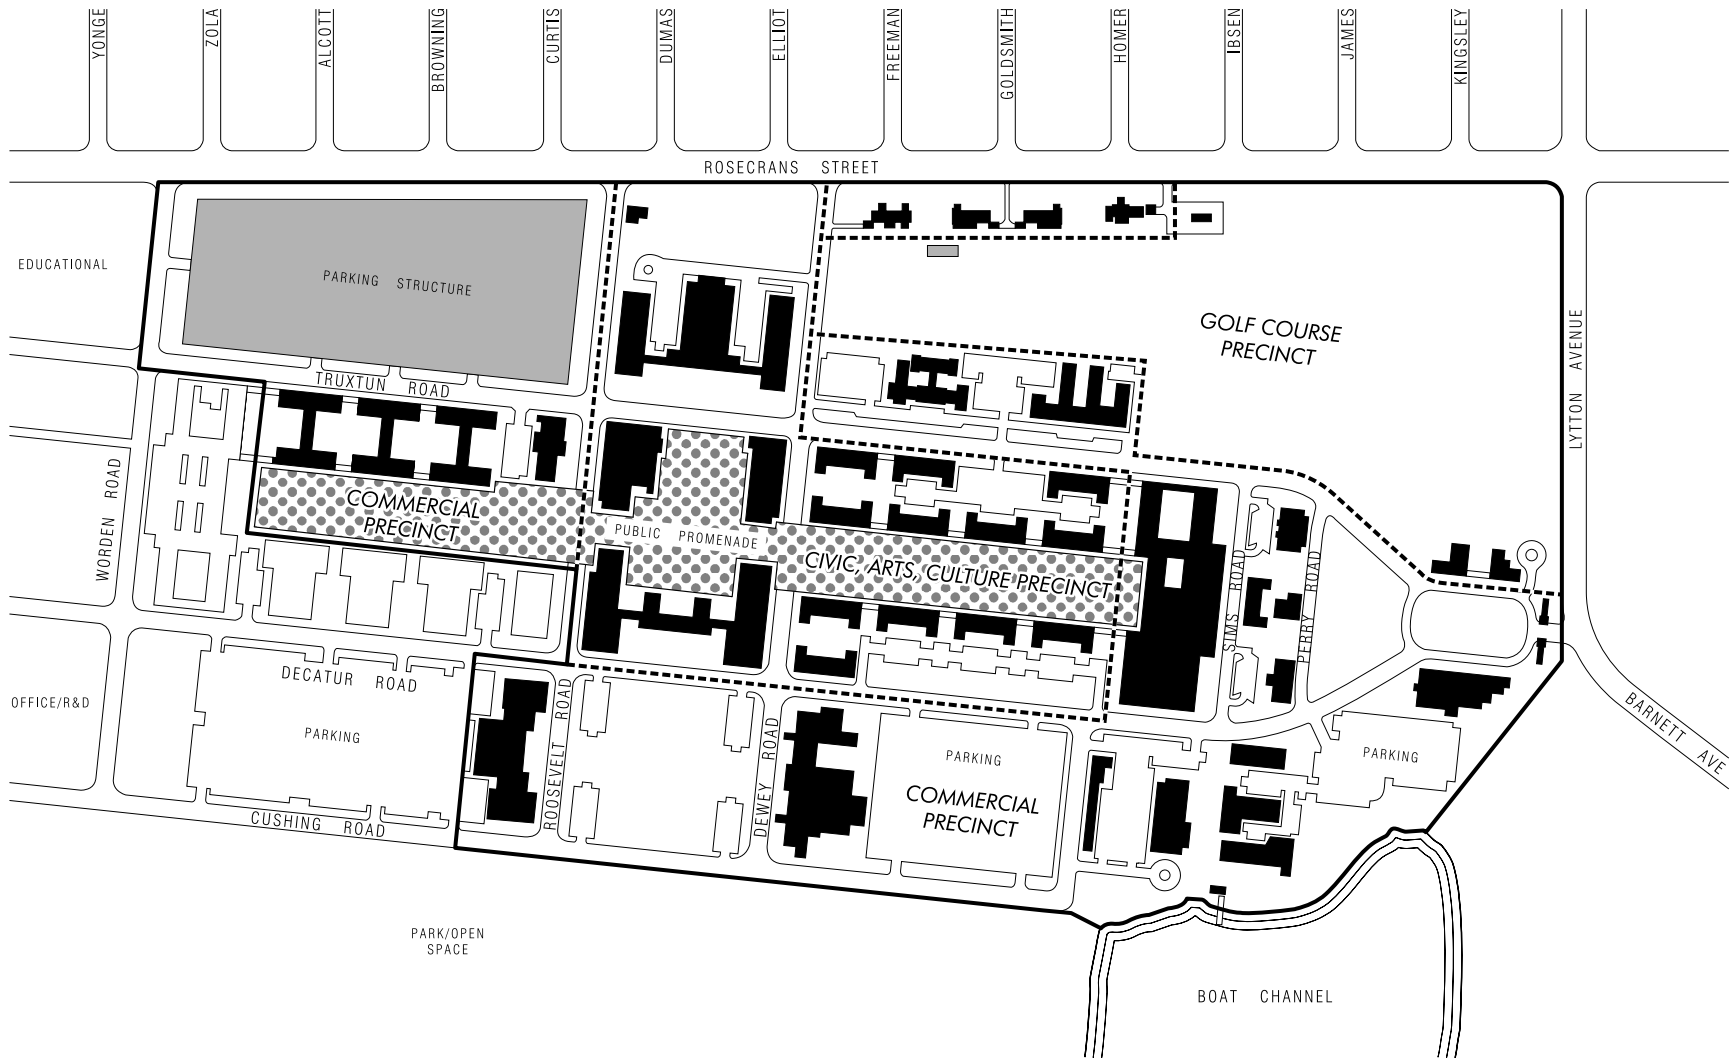 YONGE
ZOLA
ALCOTT
BROWNING
CURTIS
DUMAS
ELLIOT
FREEMAN
GOLDSMITH
HOMER
IBSEN
JAMES
KINGSLEY
ROSECRANS STREET
EDUCATIONAL
PARKING STRUCTURE
GOLF COURSE
PRECINCT
LYTTON AVENUE
TRUXTUN ROAD
WORDEN ROAD
COMMERCIAL
PRECINCT
PUBLIC PROMENADE
CIVIC, ARTS, CULTURE PRECINCT
SIMS ROAD
PERRY ROAD
DECATUR ROAD
OFFICE/R&D
PARKING
ROOSEVELT ROAD
DEWEY ROAD
PARKING
COMMERCIAL
PRECINCT
PARKING
BARNETT AVE
CUSHING ROAD
PARK/OPEN
SPACE
BOAT CHANNEL